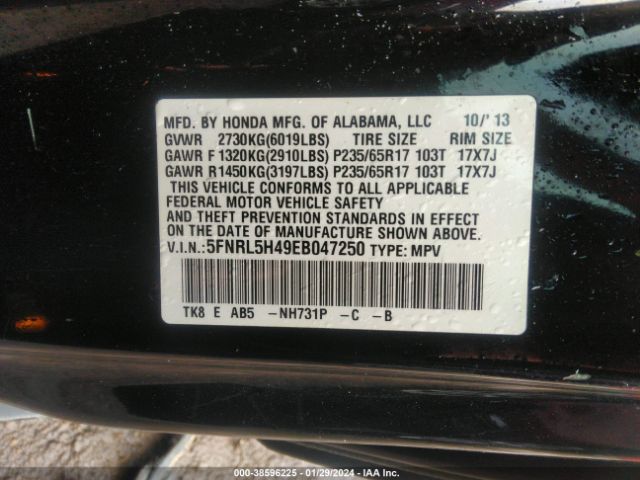 MFD. BY HONDA MFG. OF ALABAMA, LLC 10/'13
GVWR 2730KG(6019LBS) TIRE SIZE RIM SIZE
GAWR F 1320KG(2910LBS) P235/65R17 103T 17X7J
GAWR R 1450KG(3197LBS) P235/65R17 103T 17X7J
THIS VEHICLE CONFORMS TO ALL APPLICABLE
FEDERAL MOTOR VEHICLE SAFETY
AND THEFT PREVENTION STANDARDS IN EFFECT
ON THE DATE OF MANUFACTURE SHOWN ABOVE.
V.I.N.:5FNRL5H49EB047250 TYPE: MPV
TK8 E AB5 -NH731P -C -B
000-38596225 - 01/29/2024 - IAA Inc.